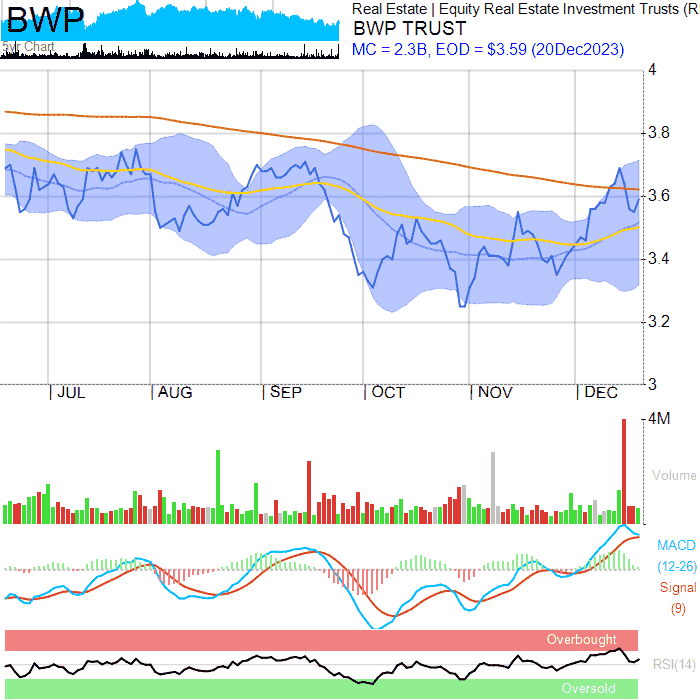 BWP
5yr Chart
Real Estate | Equity Real Estate Investment Trusts (R
BWP TRUST
MC = 2.3B, EOD = $3.59 (20Dec2023)
4
3.8
3.6
3.4
3.2
3
JUL AUG SEP OCT NOV DEC
4M
Volume
MACD
(12-26)
Signal
(9)
Overbought
RSI(14)
Oversold